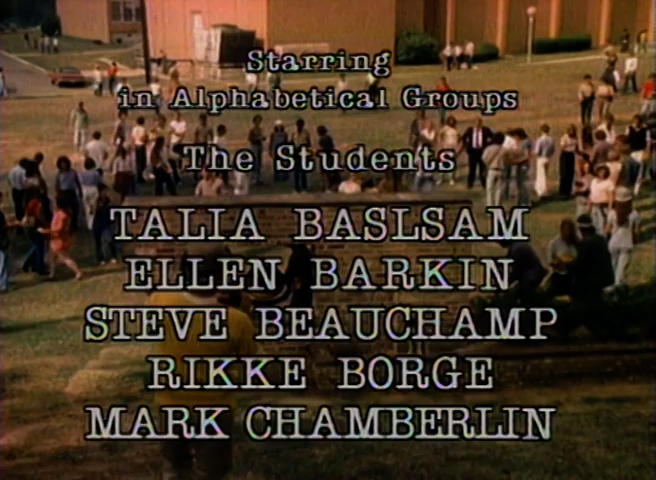 Starring
in Alphabetical Groups
The Students
TALIA BASLSAM
ELLEN BARKIN
STEVE BEAUCHAMP
RIKKE BORGE
MARK CHAMBERLIN